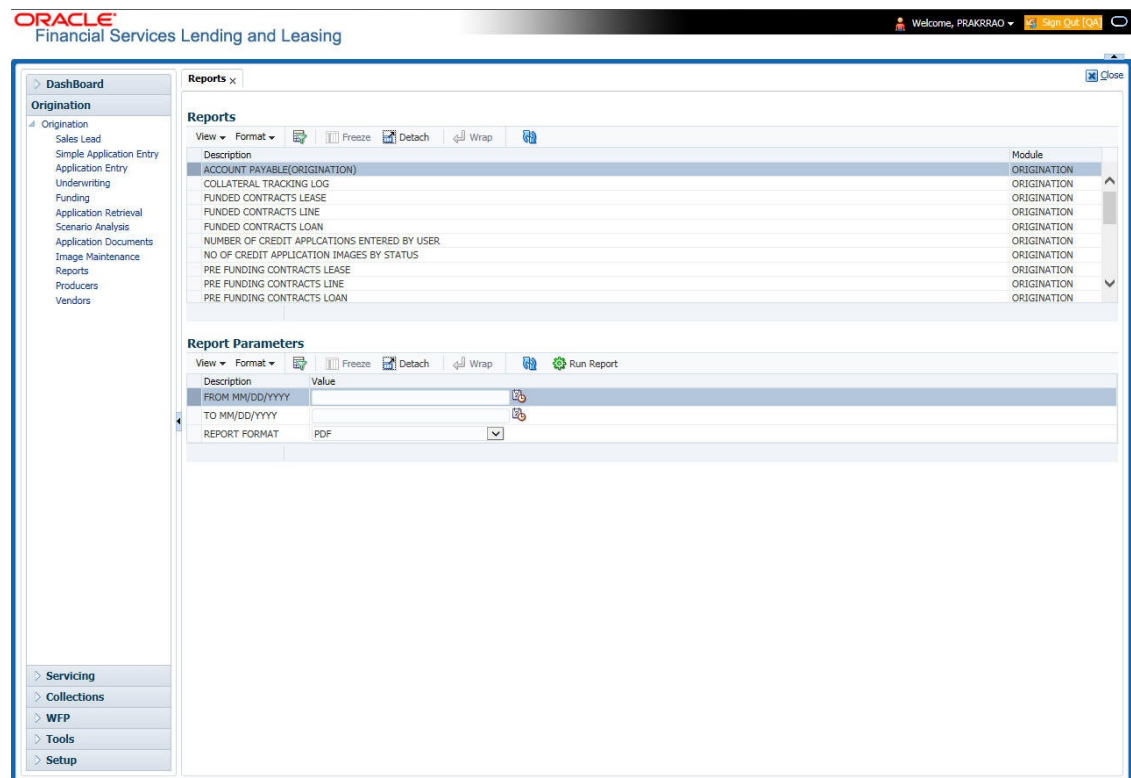 ORACLE
Financial Services Lending and Leasing
Welcome, PRAKRRAO
Sign Out [QA]
DashBoard
Origination
Origination
Sales Lead
Simple Application Entry
Application Entry
Underwriting
Funding
Application Retrieval
Scenario Analysis
Application Documents
Image Maintenance
Reports
Producers
Vendors
Servicing
Collections
WFP
Tools
Setup
Reports
Close
Reports
View Format Freeze Detach Wrap
Description Module
ACCOUNT PAYABLE(ORIGINATION) ORIGINATION
COLLATERAL TRACKING LOG ORIGINATION
FUNDED CONTRACTS LEASE ORIGINATION
FUNDED CONTRACTS LINE ORIGINATION
FUNDED CONTRACTS LOAN ORIGINATION
NUMBER OF CREDIT APPLCATIONS ENTERED BY USER ORIGINATION
NO OF CREDIT APPLICATION IMAGES BY STATUS ORIGINATION
PRE FUNDING CONTRACTS LEASE ORIGINATION
PRE FUNDING CONTRACTS LINE ORIGINATION
PRE FUNDING CONTRACTS LOAN ORIGINATION
Report Parameters
View Format Freeze Detach Wrap Run Report
Description Value
FROM MM/DD/YYYY
TO MM/DD/YYYY
REPORT FORMAT PDF